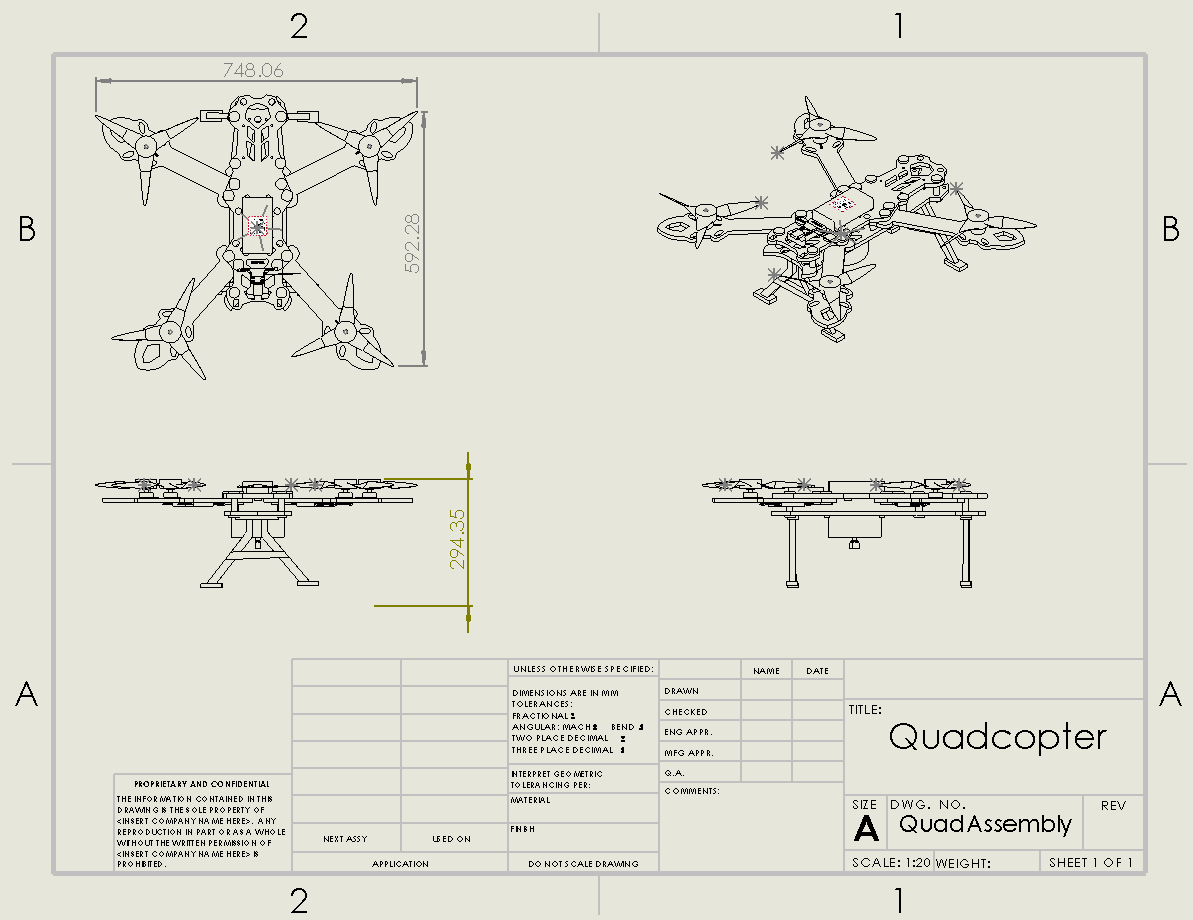 2
1
748.06
592.28
B
B
294.35
A
A
UNLESS OTHERWISE SPECIFIED:
DIMENSIONS ARE IN MM
TOLERANCES:
FRACTIONAL ±
ANGULAR: MACH ± BEND ±
TWO PLACE DECIMAL ±
THREE PLACE DECIMAL ±
INTERPRET GEOMETRIC
TOLERANCING PER:
MATERIAL
FINISH
DO NOT SCALE DRAWING
NAME DATE
DRAWN
CHECKED
ENG APPR.
MFG APPR.
Q.A.
COMMENTS:
TITLE:
Quadcopter
SIZE DWG. NO. REV
A QuadAssembly
SCALE: 1:20 WEIGHT: SHEET 1 OF 1
PROPRIETARY AND CONFIDENTIAL
THE INFORMATION CONTAINED IN THIS
DRAWING IS THE SOLE PROPERTY OF
<INSERT COMPANY NAME HERE>. ANY
REPRODUCTION IN PART OR AS A WHOLE
WITHOUT THE WRITTEN PERMISSION OF
<INSERT COMPANY NAME HERE> IS
PROHIBITED.
NEXT ASSY USED ON
APPLICATION
2
1